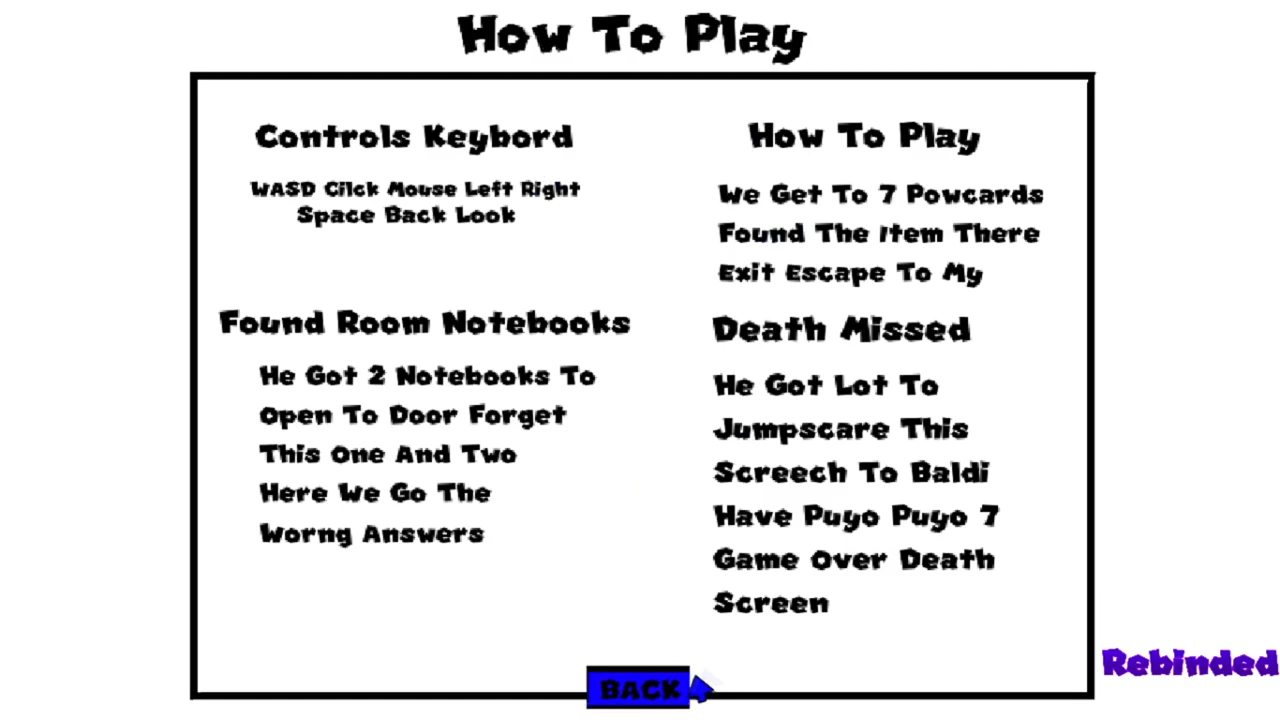 How To Play
Controls Keybord
WASD Cilck Mouse Left Right
Space Back Look
Found Room Notebooks
He Got 2 Notebooks To
Open To Door Forget
This One And Two
Here We Go The
Worng Answers
How To Play
We Get To 7 Powcards
Found The Item There
Exit Escape To My
Death Missed
He Got Lot To
Jumpscare This
Screech To Baldi
Have Puyo Puyo 7
Game Over Death
Screen
BACK
Rebinded